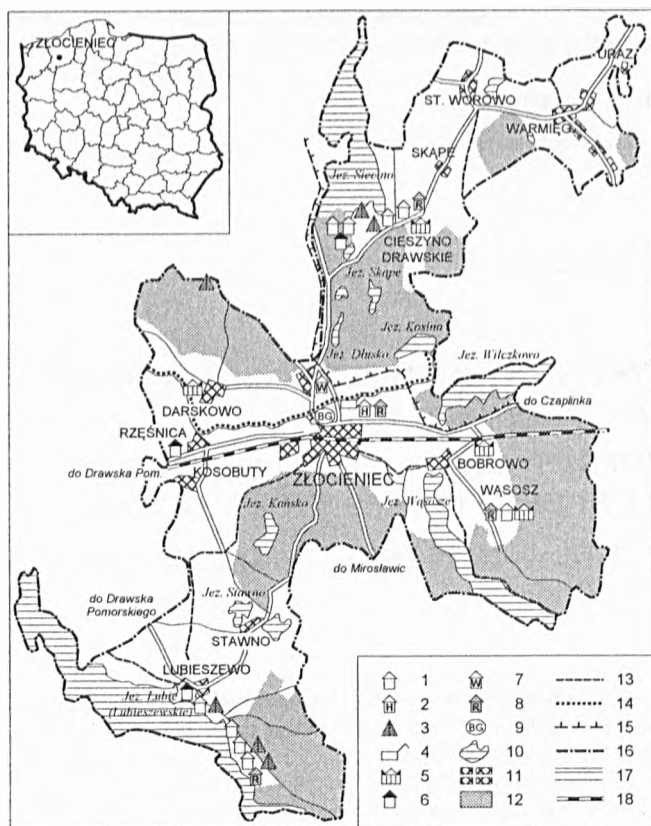 ZŁOCIENIEC
URAZ
ST. WOROWO
WARMIĘG
SKĄPE
Jez. Siecino
R
CIESZYNO
DRAWSKIE
Jez. Skąpe
Jez. Kosina
Jez. Dłusko
Jez. Wilczkowo
W
do Czaplinka
BG
H R
DARSKOWO
RZĘŚNICA
do Drawska Pom.
KOSOBUTY
ZŁOCIENIEC
BOBROWO
Jez. Wąsosze
WĄSOSZ
R
Jez. Kańsko
do Mirosławic
do Drawska
Pomorskiego
Jez. Stawno
STAWNO
LUBIESZEWO
Jez. Lubie
(Lubieszewskie)
R
1 W 7 13
H 2 R 8 14
3 BG 9 15
4 10 16
5 11 17
6 12 18